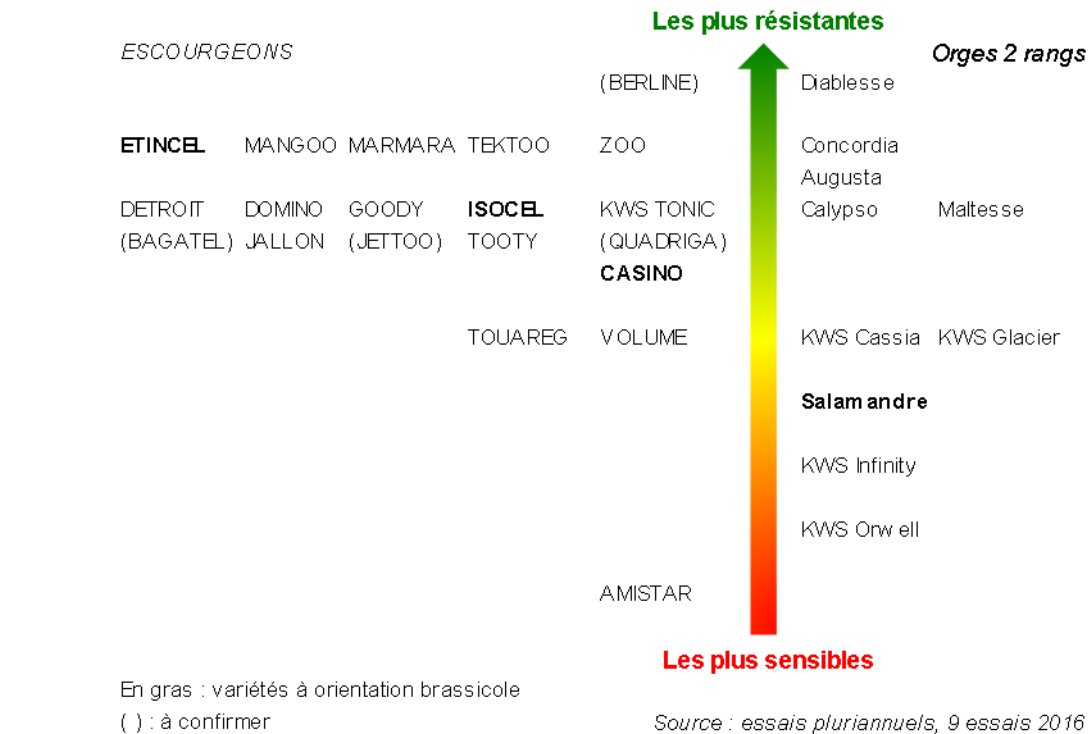 Les plus résistantes
ESCOURGEONS Orges 2 rangs
(BERLINE) Diablesse
ETINCEL MANGOO MARMARA TEKTOO ZOO Concordia
Augusta
DETROIT DOMINO GOODY ISOCEL KWS TONIC Calypso Maltesse
(BAGATEL) JALLON (JETTOO) TOOTY (QUADRIGA)
CASINO
TOUAREG VOLUME KWS Cassia KWS Glacier
Salamandre
KWS Infinity
KWS Orwell
AMISTAR
Les plus sensibles
En gras : variétés à orientation brassicole
( ) : à confirmer Source : essais pluriannuels, 9 essais 2016